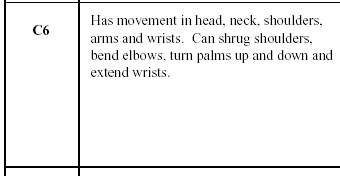 C6
Has movement in head, neck, shoulders,
arms and wrists.  Can shrug shoulders,
bend elbows, turn palms up and down and
extend wrists.